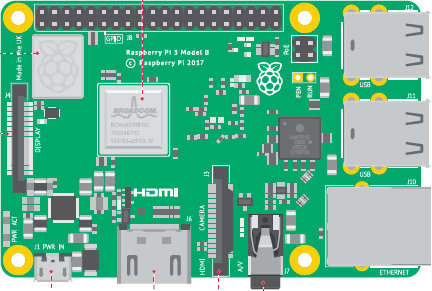 J12
GPIO
J8
Raspberry Pi 3 Model B
© Raspberry Pi 2017
Made in the UK
PoE
PEN
RUN
USB
J4
DISPLAY
BROADCOM
J11
USB
HDMI
J3
CAMERA
J10
PWR ACT
J1 PWR IN
J6
HDMI
A/V
J7
ETHERNET